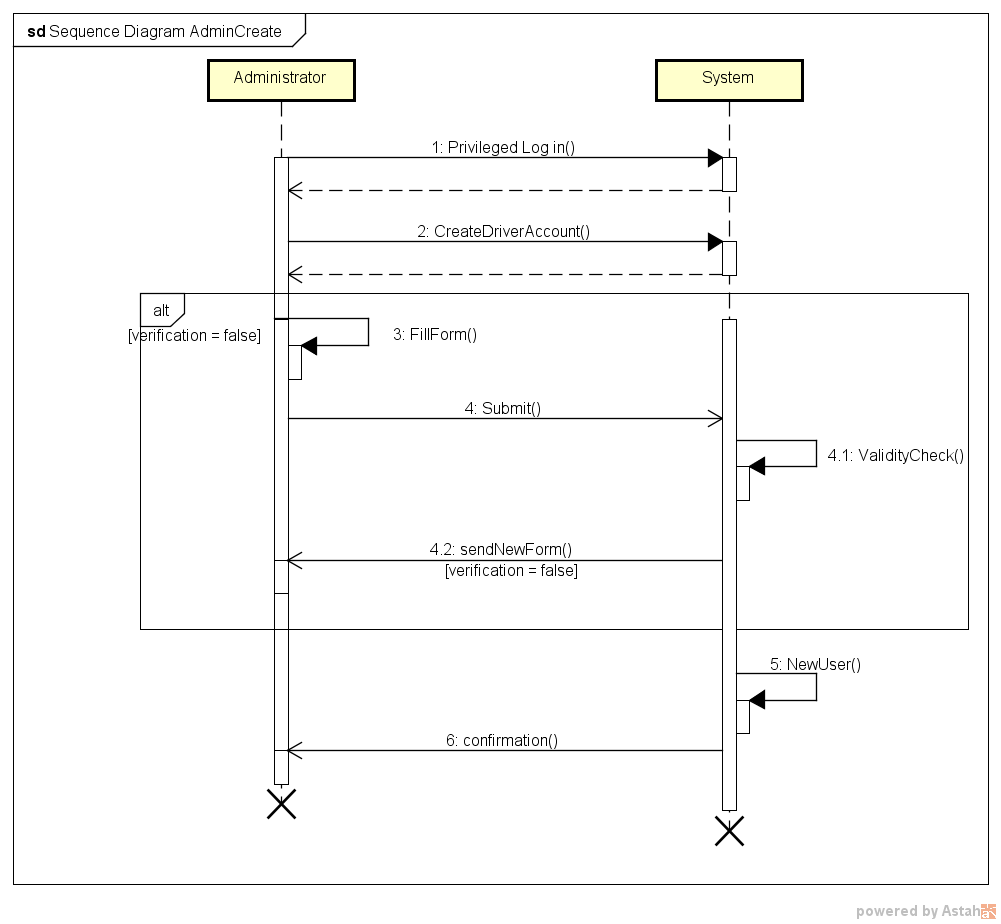 sd Sequence Diagram AdminCreate
Administrator
System
1: Privileged Log in()
2: CreateDriverAccount()
alt
[verification = false]
3: FillForm()
4: Submit()
4.1: ValidityCheck()
4.2: sendNewForm()
[verification = false]
5: NewUser()
6: confirmation()
powered by Astah